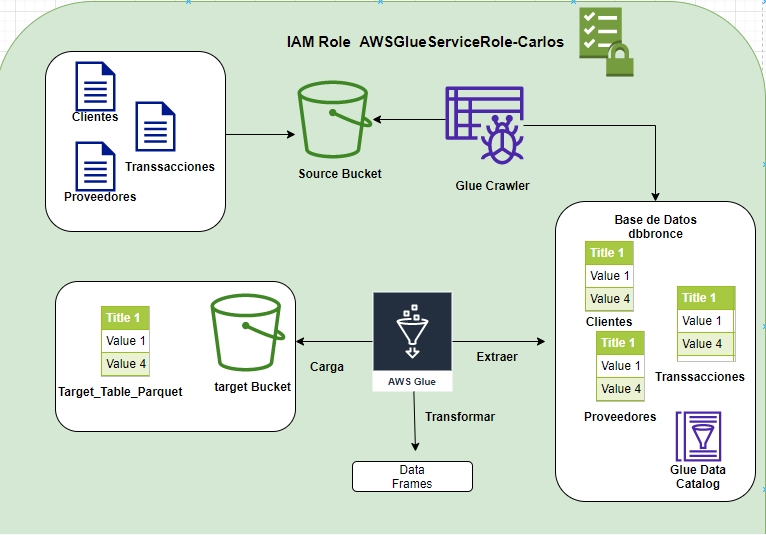 IAM Role AWSGlueServiceRole-Carlos
Clientes
Transsacciones
Proveedores
Source Bucket
Glue Crawler
Base de Datos
dbbronce
Title 1
Value 1
Value 4
Clientes
Title 1
Value 1
Value 4
Transsacciones
Title 1
Value 1
Value 4
Proveedores
Glue Data
Catalog
Title 1
Value 1
Value 4
Target_Table_Parquet
target Bucket
Carga
AWS Glue
Extraer
Transformar
Data
Frames